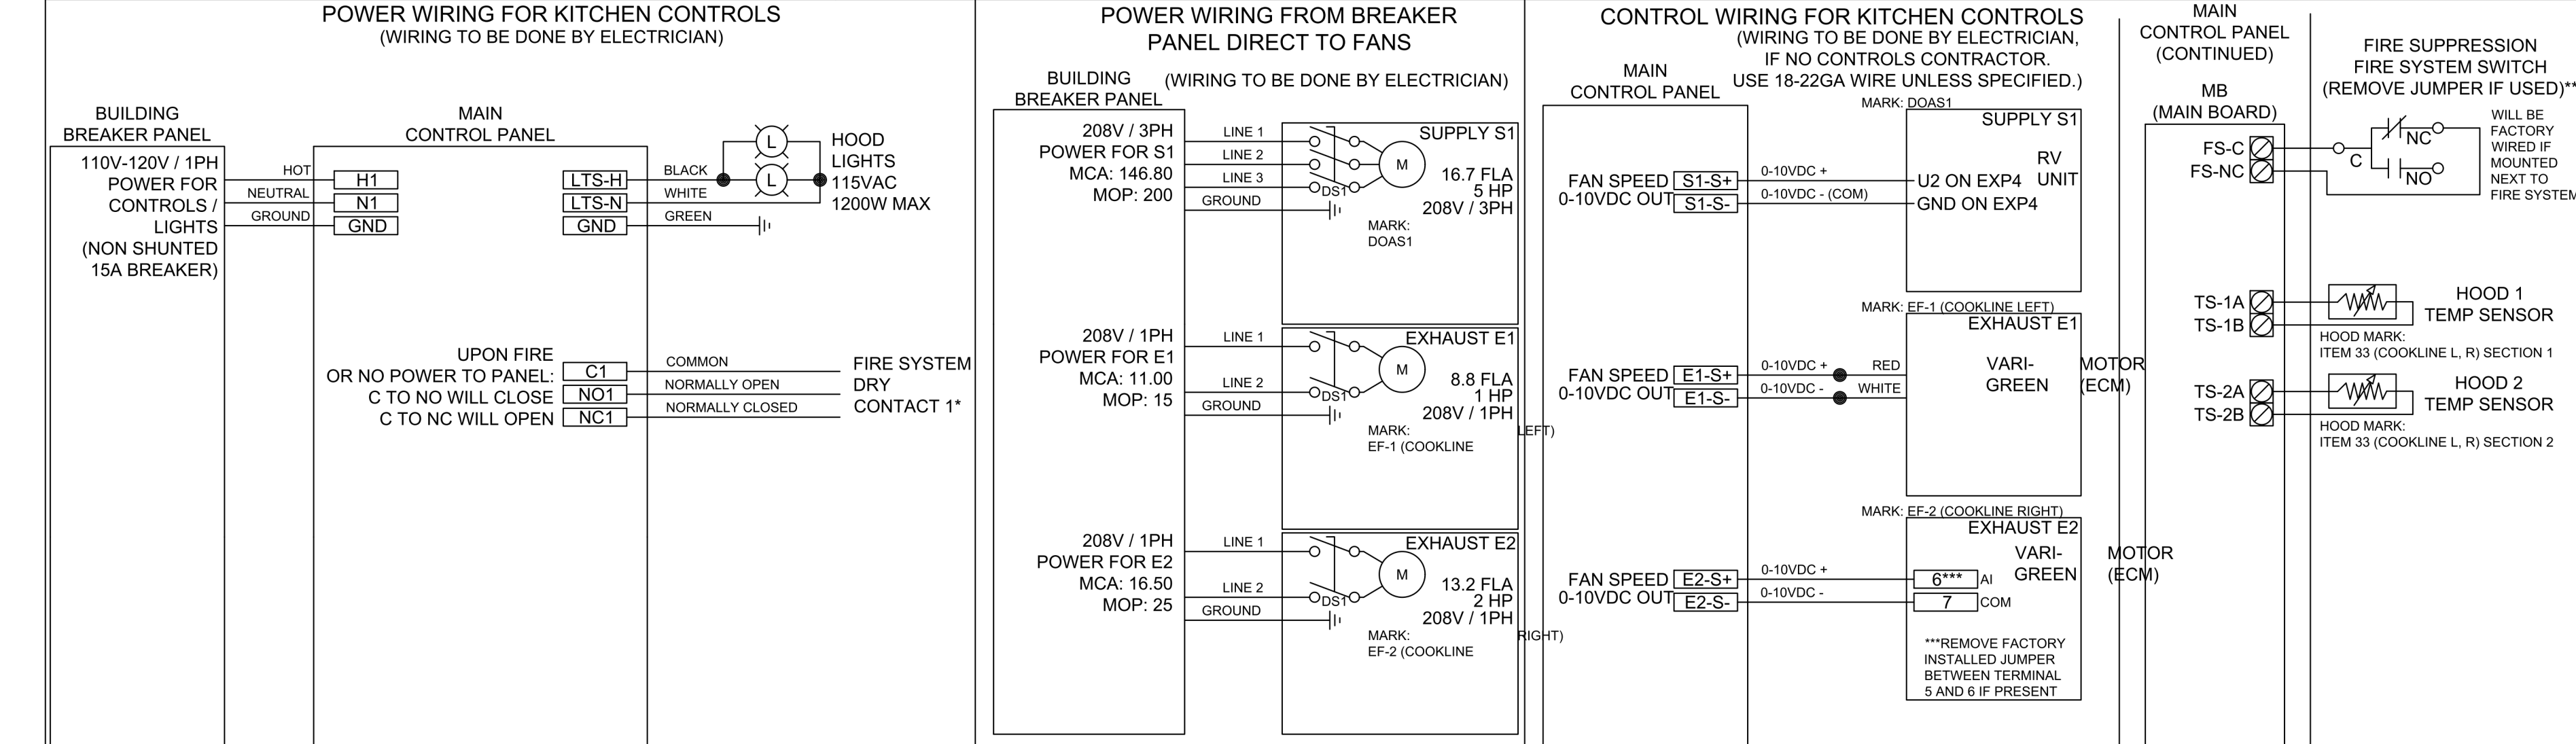 POWER WIRING FOR KITCHEN CONTROLS
(WIRING TO BE DONE BY ELECTRICIAN)
BUILDING
BREAKER PANEL
MAIN
CONTROL PANEL
110V-120V / 1PH
POWER FOR
CONTROLS /
LIGHTS
(NON SHUNTED
15A BREAKER)
HOT
NEUTRAL
GROUND
H1
N1
GND
LTS-H
LTS-N
GND
BLACK
WHITE
GREEN
L
L
HOOD
LIGHTS
115VAC
1200W MAX
UPON FIRE
OR NO POWER TO PANEL:
C TO NO WILL CLOSE
C TO NC WILL OPEN
C1
NO1
NC1
COMMON
NORMALLY OPEN
NORMALLY CLOSED
FIRE SYSTEM
DRY
CONTACT 1*
POWER WIRING FROM BREAKER
PANEL DIRECT TO FANS
(WIRING TO BE DONE BY ELECTRICIAN)
BUILDING
BREAKER PANEL
208V / 3PH
POWER FOR S1
MCA: 146.80
MOP: 200
LINE 1
LINE 2
LINE 3
GROUND
DS1
M
SUPPLY S1
16.7 FLA
5 HP
208V / 3PH
MARK:
DOAS1
208V / 1PH
POWER FOR E1
MCA: 11.00
MOP: 15
LINE 1
LINE 2
GROUND
DS1
M
EXHAUST E1
8.8 FLA
1 HP
208V / 1PH
MARK:
EF-1 (COOKLINE
LEFT)
208V / 1PH
POWER FOR E2
MCA: 16.50
MOP: 25
LINE 1
LINE 2
GROUND
DS1
M
EXHAUST E2
13.2 FLA
2 HP
208V / 1PH
MARK:
EF-2 (COOKLINE
RIGHT)
CONTROL WIRING FOR KITCHEN CONTROLS
(WIRING TO BE DONE BY ELECTRICIAN,
IF NO CONTROLS CONTRACTOR.
USE 18-22GA WIRE UNLESS SPECIFIED.)
MAIN
CONTROL PANEL
MARK: DOAS1
SUPPLY S1
RV
UNIT
FAN SPEED
0-10VDC OUT
S1-S+
S1-S-
0-10VDC +
0-10VDC - (COM)
U2 ON EXP4
GND ON EXP4
MARK: EF-1 (COOKLINE LEFT)
EXHAUST E1
VARI-
GREEN
MOTOR
(ECM)
FAN SPEED
0-10VDC OUT
E1-S+
E1-S-
0-10VDC +
0-10VDC -
RED
WHITE
MARK: EF-2 (COOKLINE RIGHT)
EXHAUST E2
VARI-
GREEN
MOTOR
(ECM)
FAN SPEED
0-10VDC OUT
E2-S+
E2-S-
0-10VDC +
0-10VDC -
6***
AI
7
COM
***REMOVE FACTORY
INSTALLED JUMPER
BETWEEN TERMINAL
5 AND 6 IF PRESENT
MAIN
CONTROL PANEL
(CONTINUED)
MB
(MAIN BOARD)
FS-C
FS-NC
TS-1A
TS-1B
TS-2A
TS-2B
FIRE SUPPRESSION
FIRE SYSTEM SWITCH
(REMOVE JUMPER IF USED)**
C
NC
NO
WILL BE
FACTORY
WIRED IF
MOUNTED
NEXT TO
FIRE SYSTEM
HOOD 1
TEMP SENSOR
HOOD MARK:
ITEM 33 (COOKLINE L, R) SECTION 1
HOOD 2
TEMP SENSOR
HOOD MARK:
ITEM 33 (COOKLINE L, R) SECTION 2